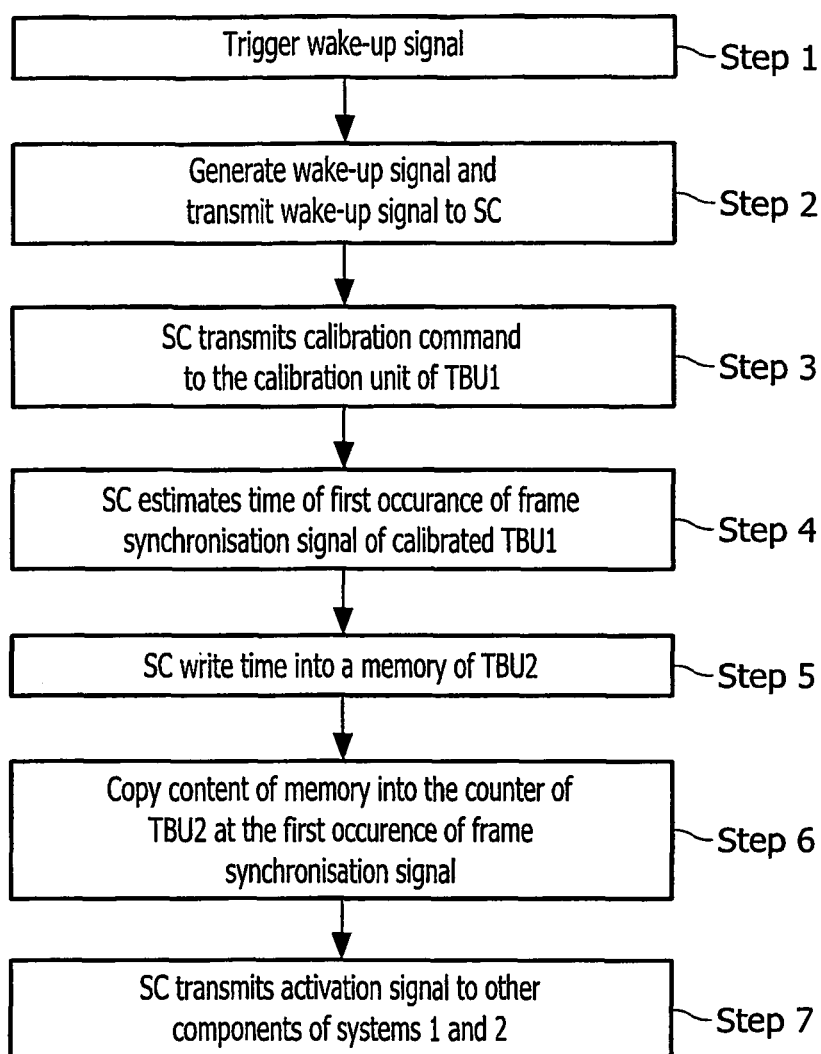 Trigger wake-up signal
Step 1
Generate wake-up signal and
transmit wake-up signal to SC
Step 2
SC transmits calibration command
to the calibration unit of TBU1
Step 3
SC estimates time of first occurance of frame
synchronisation signal of calibrated TBU1
Step 4
SC write time into a memory of TBU2
Step 5
Copy content of memory into the counter of
TBU2 at the first occurence of frame
synchronisation signal
Step 6
SC transmits activation signal to other
components of systems 1 and 2
Step 7